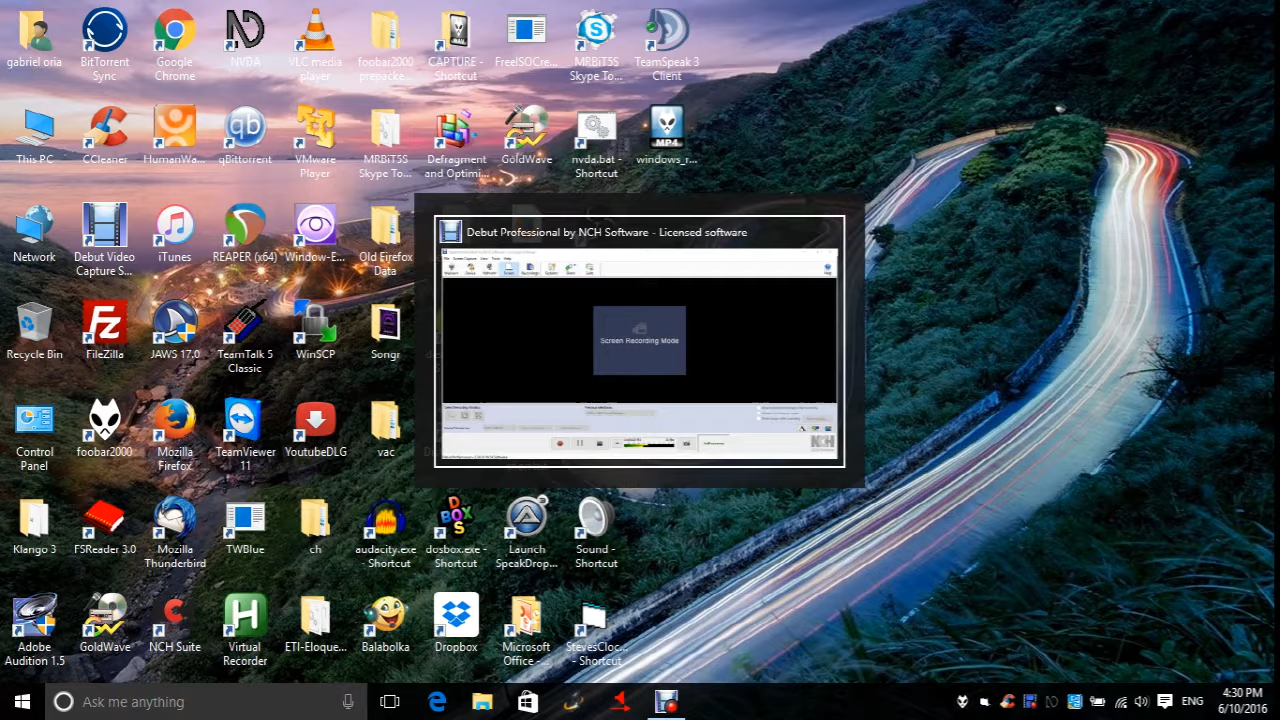 gabriel oria
BitTorrent
Sync
Google
Chrome
NVDA
VLC media
player
foobar2000
prepacke...
CAPTURE -
Shortcut
FreeISOCre...
MRBiT5S
Skype To...
TeamSpeak 3
Client
This PC
CCleaner
HumanWa...
qBittorrent
VMware
Player
MRBiT5S
Skype To...
Defragment
and Optimi...
GoldWave
nvda.bat -
Shortcut
MP4
windows_r...
Network
Debut Video
Capture S...
iTunes
REAPER (x64)
Window-E...
Old Firefox
Data
Debut Professional by NCH Software - Licensed software
Screen Recording Mode
NCH
Recycle Bin
FileZilla
JAWS 17.0
TeamTalk 5
Classic
WinSCP
Songr
Control
Panel
foobar2000
Mozilla
Firefox
TeamViewer
11
YoutubeDLG
vac
Klango 3
FSReader 3.0
Mozilla
Thunderbird
TWBlue
ch
audacity.exe
- Shortcut
dosbox.exe -
Shortcut
Launch
SpeakDrop...
Sound -
Shortcut
Adobe
Audition 1.5
GoldWave
NCH Suite
Virtual
Recorder
ETI-Eloque...
Balabolka
Dropbox
Microsoft
Office -...
StevesCloc...
- Shortcut
Ask me anything
ENG
4:30 PM
6/10/2016